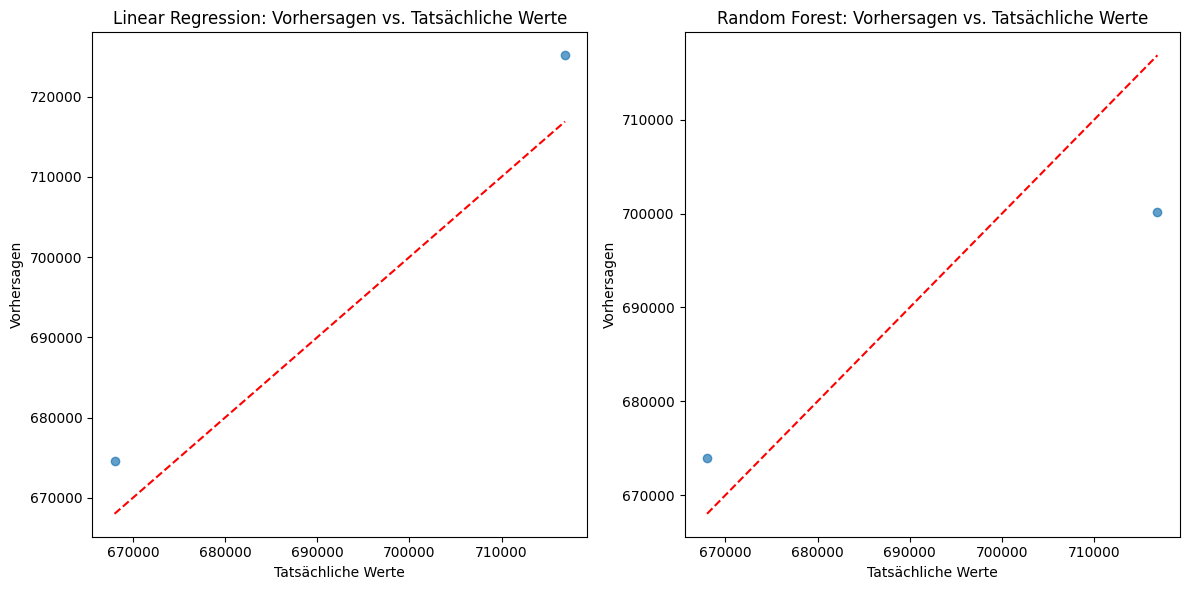 Linear Regression: Vorhersagen vs. Tatsächliche Werte
720000
710000
700000
690000
680000
670000
Vorhersagen
670000 680000 690000 700000 710000
Tatsächliche Werte
Random Forest: Vorhersagen vs. Tatsächliche Werte
710000
700000
690000
680000
670000
Vorhersagen
670000 680000 690000 700000 710000
Tatsächliche Werte